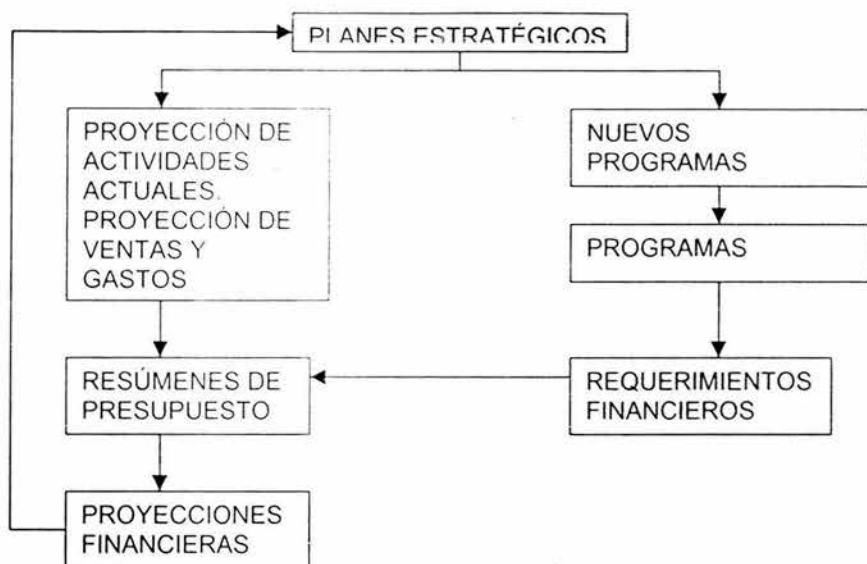 PLANES ESTRATÉGICOS
PROYECCIÓN DE
ACTIVIDADES
ACTUALES.
PROYECCIÓN DE
VENTAS Y
GASTOS
NUEVOS
PROGRAMAS
PROGRAMAS
RESÚMENES DE
PRESUPUESTO
REQUERIMIENTOS
FINANCIEROS
PROYECCIONES
FINANCIERAS